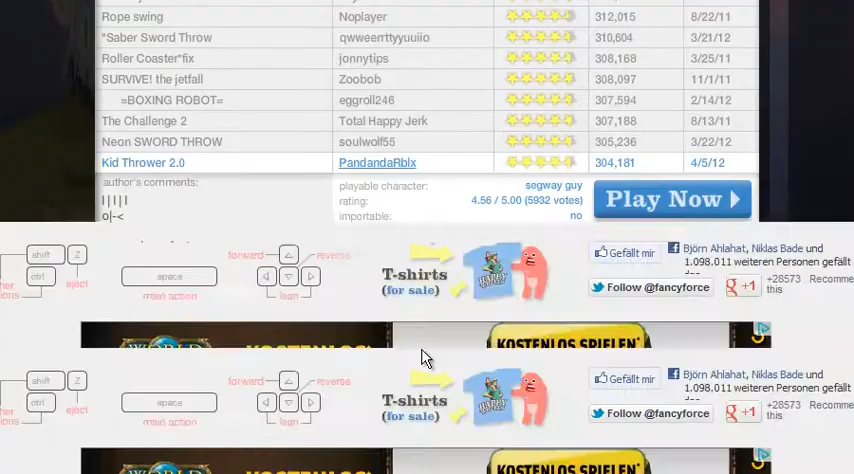 Rope swing Noplayer 312,015 8/22/11
"Saber Sword Throw qwweerrttyyuuiio 310,604 3/21/12
Roller Coaster*fix jonnytips 308,168 3/25/11
SURVIVE! the jetfall Zoobob 308,097 11/1/11
=BOXING ROBOT= eggroll246 307,594 2/14/12
The Challenge 2 Total Happy Jerk 307,188 8/13/11
Neon SWORD THROW soulwolf55 305,236 3/22/12
Kid Thrower 2.0 PandandaRblx 304,181 4/5/12
author's comments:
l|l|l
o|-<
playable character: segway guy
rating: 4.56 / 5.00 (5932 votes)
importable: no
Play Now
shift Z
ctrl eject
space
main action
forward reverse
lean
T-shirts
(for sale)
Gefällt mir
Björn Ahlahat, Niklas Bade und
1.098.011 weiteren Personen gefällt
Follow @fancyforce
+1 +28573 Recomme
this
KOSTENLOS SPIELEN*
shift Z
ctrl eject
space
main action
forward reverse
lean
T-shirts
(for sale)
Gefällt mir
Björn Ahlahat, Niklas Bade und
1.098.011 weiteren Personen gefällt
Follow @fancyforce
+1 +28573 Recomme
this
KOSTENLOS SPIELEN*